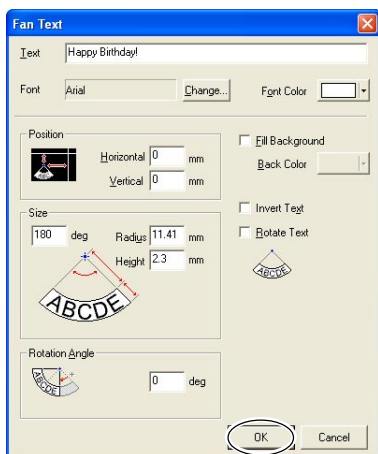 Fan Text
Text Happy Birthday!
Font Arial Change... Font Color
Position
Horizontal 0 mm
Vertical 0 mm
Fill Background
Back Color
Size
180 deg Radius 11.41 mm
Height 2.3 mm
ABCDE
Invert Text
Rotate Text
ABCDE
Rotation Angle
ABCDE
0 deg
OK Cancel